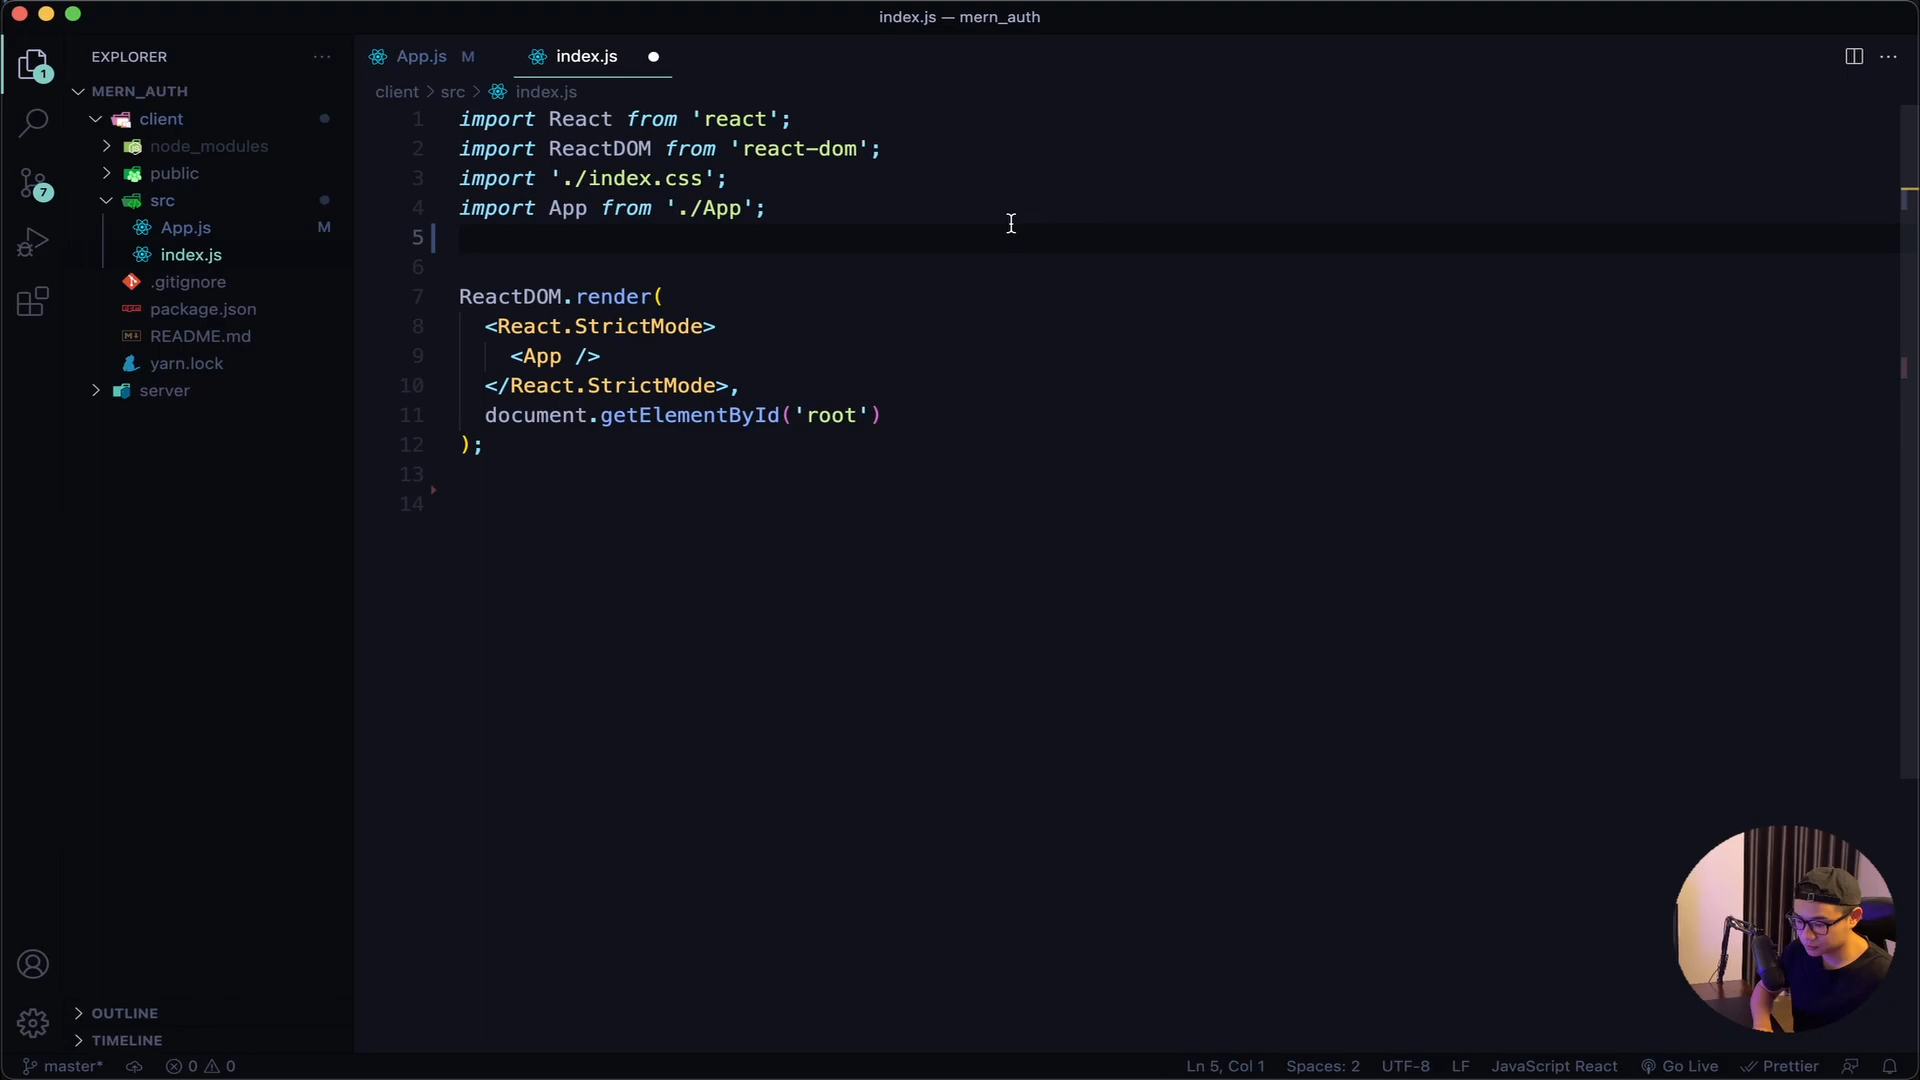 index.js — mern_auth
EXPLORER
App.js M
index.js
MERN_AUTH
client > src > index.js
client
node_modules
public
src
App.js M
index.js
.gitignore
package.json
README.md
yarn.lock
server
1 import React from 'react';
2 import ReactDOM from 'react-dom';
3 import './index.css';
4 import App from './App';
5
6
7 ReactDOM.render(
8 <React.StrictMode>
9 <App />
10 </React.StrictMode>,
11 document.getElementById('root')
12 );
13
14
1
7
OUTLINE
TIMELINE
master* 0 0 Ln 5, Col 1 Spaces: 2 UTF-8 LF JavaScript React Go Live Prettier